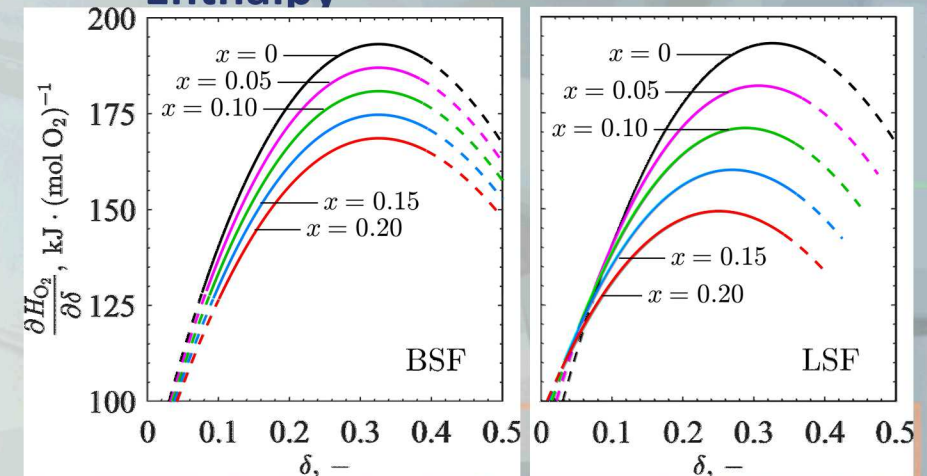 Enthalpy
200
175
150
125
100
∂H_{O₂}/∂δ, kJ · (mol O₂)⁻¹
x = 0
x = 0.05
x = 0.10
x = 0.15
x = 0.20
BSF
0 0.1 0.2 0.3 0.4 0.5
δ, –
x = 0
x = 0.05
x = 0.10
x = 0.15
x = 0.20
LSF
0 0.1 0.2 0.3 0.4 0.5
δ, –